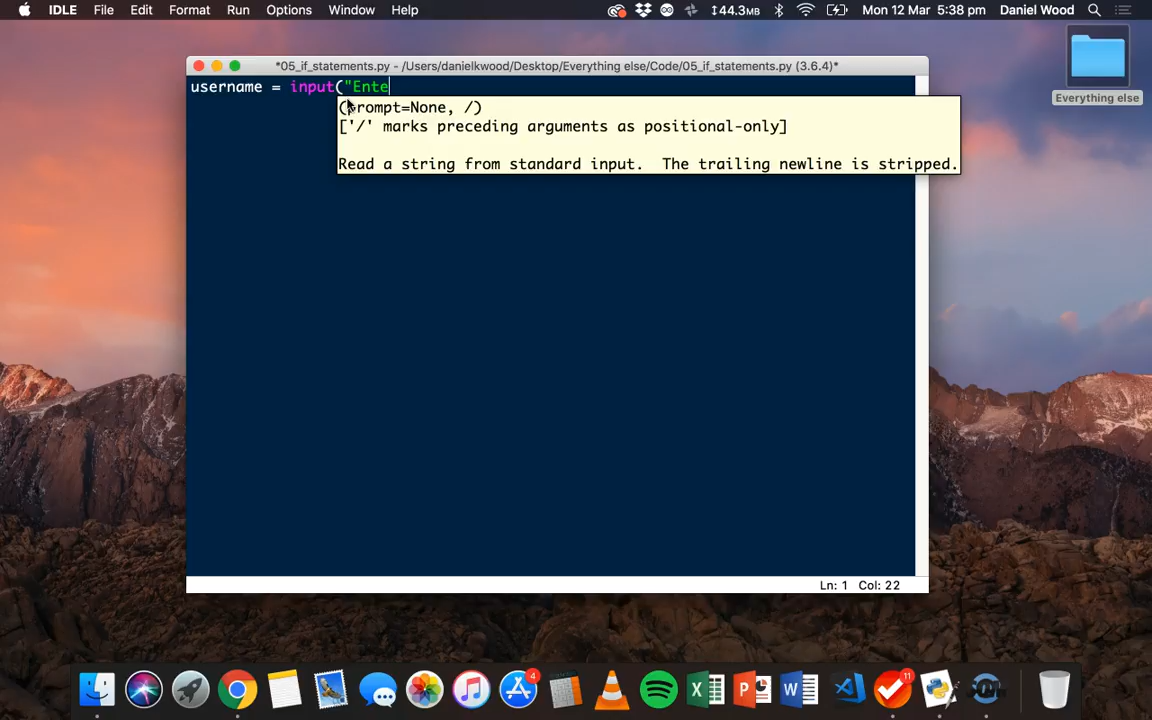 IDLE File Edit Format Run Options Window Help 44.3MB Mon 12 Mar 5:38 pm Daniel Wood
*05_if_statements.py - /Users/danielkwood/Desktop/Everything else/Code/05_if_statements.py (3.6.4)*
username = input("Ente
(prompt=None, /)
['/' marks preceding arguments as positional-only]
Read a string from standard input.  The trailing newline is stripped.
Everything else
Ln: 1 Col: 22
4
11